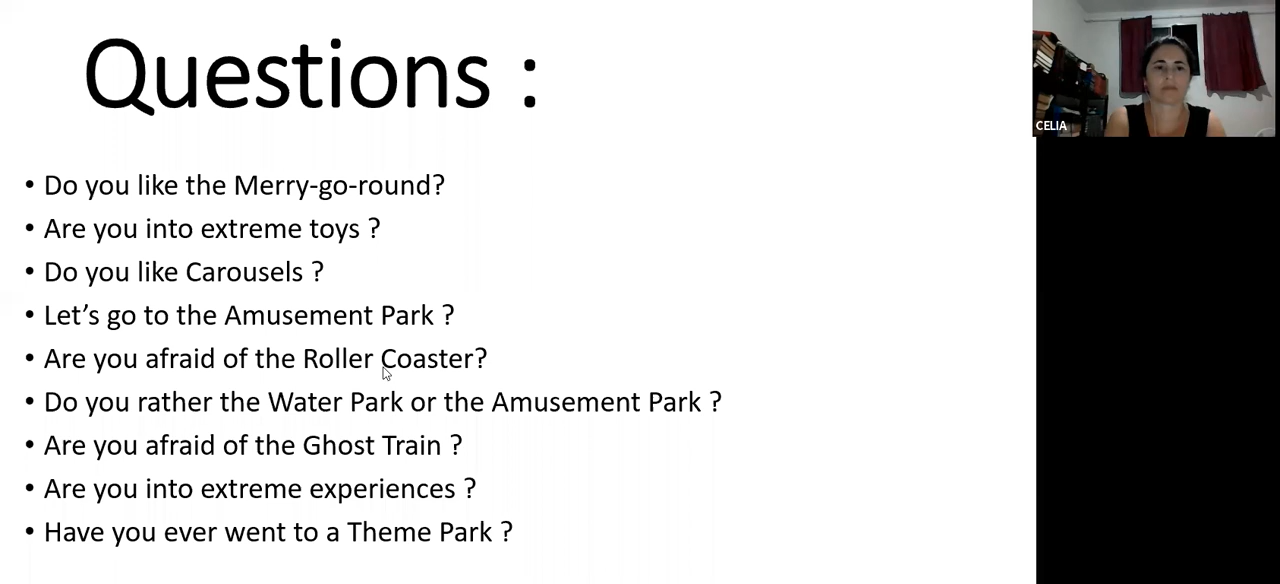 Questions :
• Do you like the Merry-go-round?
• Are you into extreme toys ?
• Do you like Carousels ?
• Let’s go to the Amusement Park ?
• Are you afraid of the Roller Coaster?
• Do you rather the Water Park or the Amusement Park ?
• Are you afraid of the Ghost Train ?
• Are you into extreme experiences ?
• Have you ever went to a Theme Park ?
CELIA